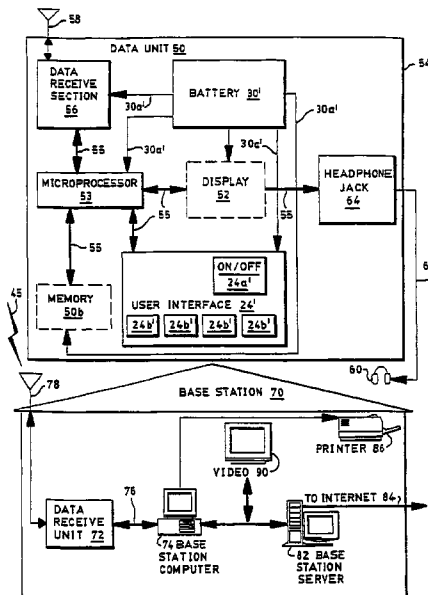 58
DATA UNIT 50
54
DATA
RECEIVE
SECTION
56
30a'
BATTERY 30'
30a'
55
30a'
30a'
MICROPROCESSOR
53
DISPLAY
52
55
55
HEADPHONE
JACK
64
55
ON/OFF
24a'
USER INTERFACE 24'
24b' 24b' 24b' 24b'
MEMORY
50b
45
6
60
78
BASE STATION 70
PRINTER 86
VIDEO 90
TO INTERNET 84
DATA
RECEIVE
UNIT 72
76
74 BASE
STATION
COMPUTER
82 BASE
STATION
SERVER